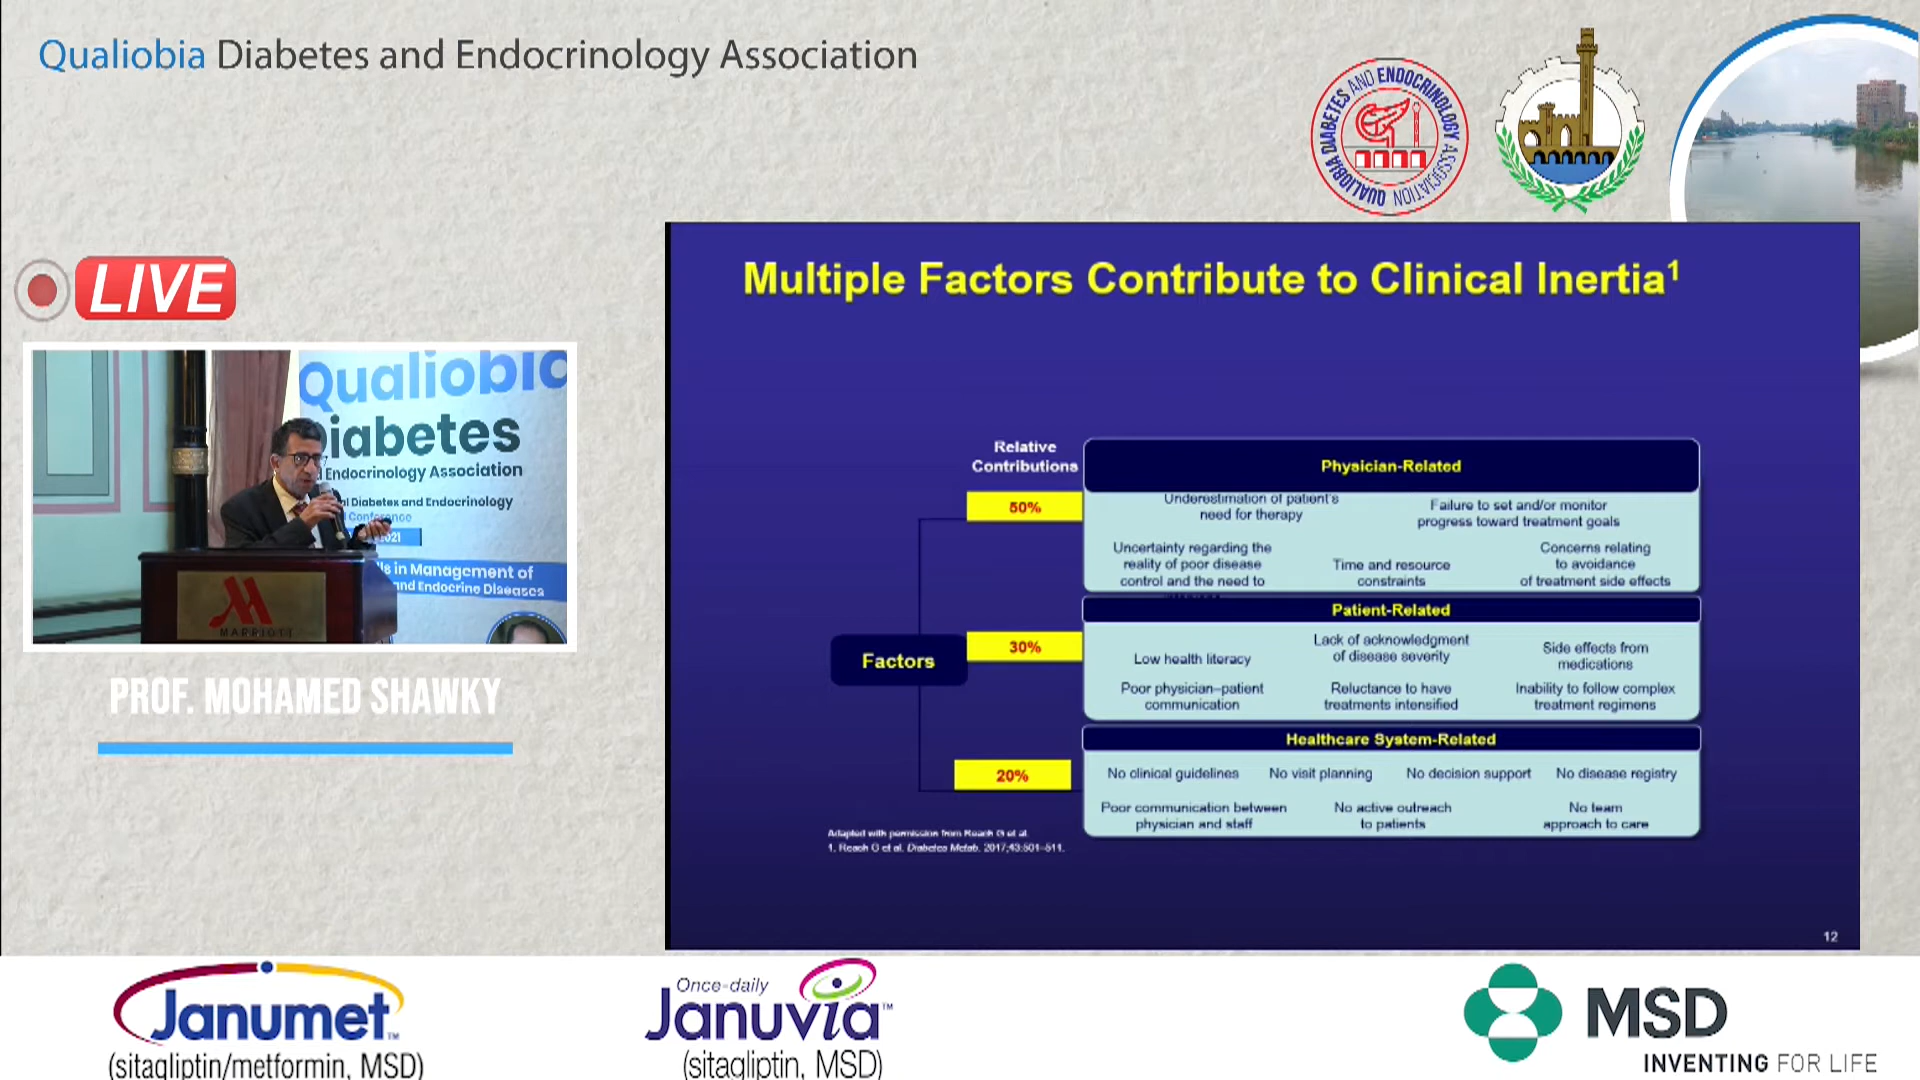 Qualiobia Diabetes and Endocrinology Association
QUALIOBIA DIABETES AND ENDOCRINOLOGY ASSOCIATION
LIVE
Qualiobia
Diabetes
Endocrinology Association
Diabetes and Endocrinology
Conference
2021
in Management of
and Endocrine Diseases
MARRIOTT
PROF. MOHAMED SHAWKY
Multiple Factors Contribute to Clinical Inertia¹
Relative
Contributions
Physician-Related
50%
Underestimation of patient's
need for therapy
Failure to set and/or monitor
progress toward treatment goals
Uncertainty regarding the
reality of poor disease
control and the need to
Time and resource
constraints
Concerns relating
to avoidance
of treatment side effects
Factors
Patient-Related
30%
Low health literacy
Lack of acknowledgment
of disease severity
Side effects from
medications
Poor physician–patient
communication
Reluctance to have
treatments intensified
Inability to follow complex
treatment regimens
Healthcare System-Related
20%
No clinical guidelines
No visit planning
No decision support
No disease registry
Poor communication between
physician and staff
No active outreach
to patients
No team
approach to care
Adapted with permission from Reach G et al.
1. Reach G et al. Diabetes Metab. 2017;43:501–511.
12
Janumet™
(sitagliptin/metformin, MSD)
Once-daily
Januvia™
(sitagliptin, MSD)
MSD
INVENTING FOR LIFE